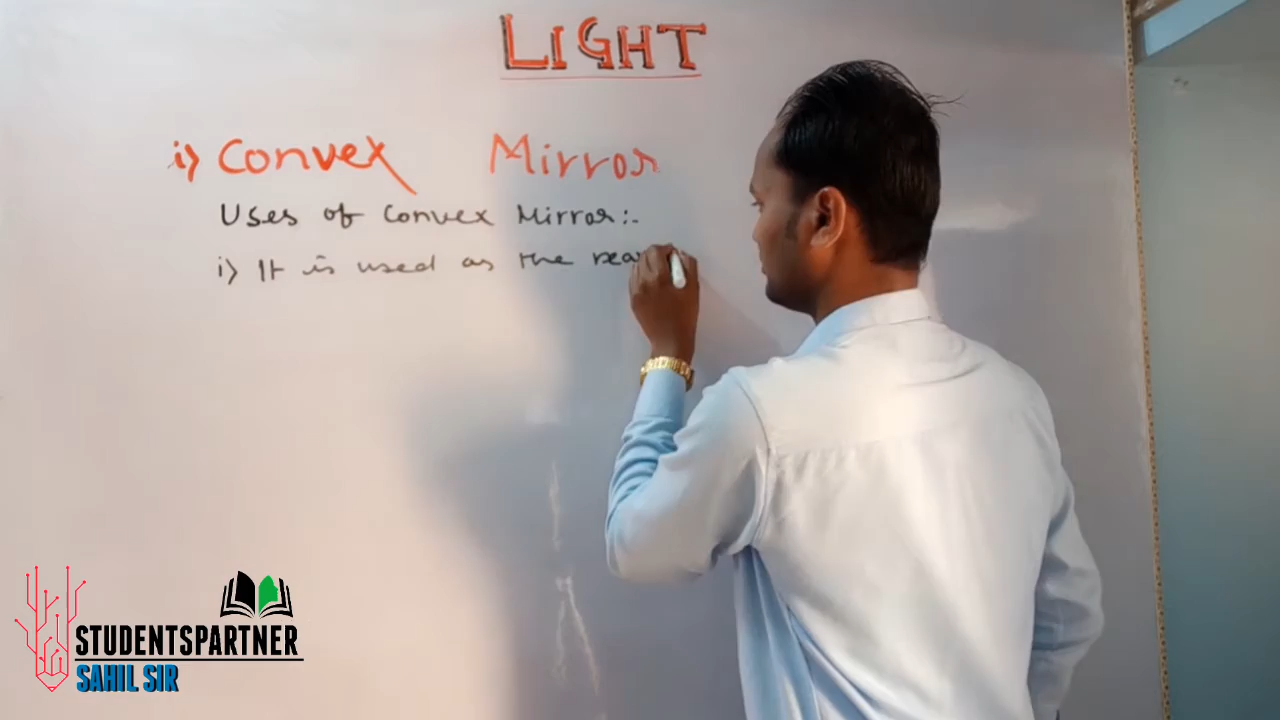 LIGHT
i) Convex Mirror
Uses of Convex Mirror:-
i) It is used as the rear
STUDENTSPARTNER
SAHIL SIR